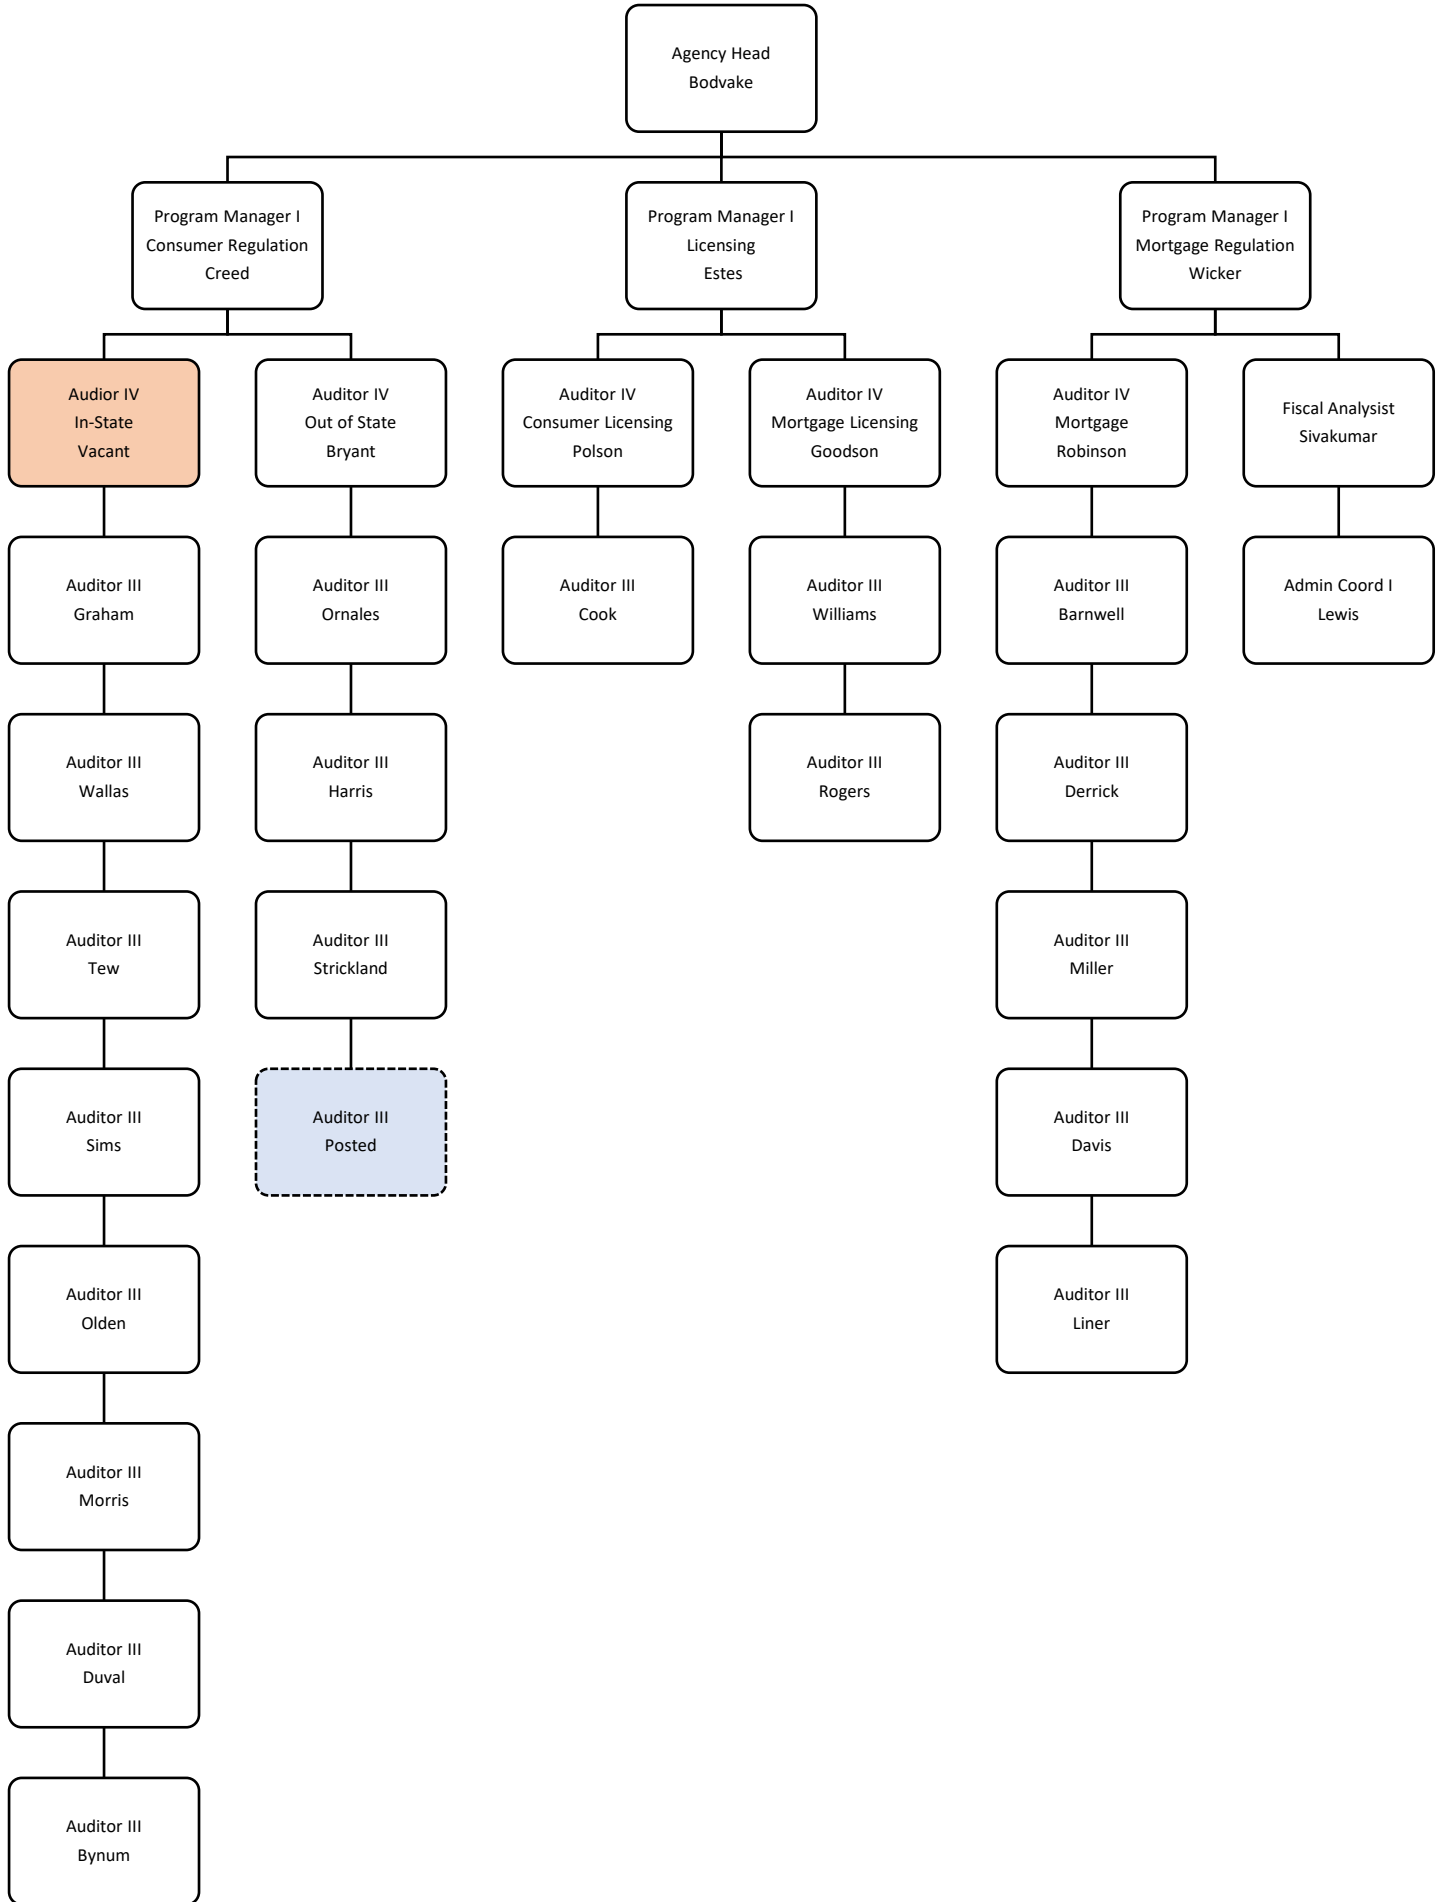 Agency Head
Bodvake
Program Manager I
Consumer Regulation
Creed
Program Manager I
Licensing
Estes
Program Manager I
Mortgage Regulation
Wicker
Audior IV
In-State
Vacant
Auditor IV
Out of State
Bryant
Auditor IV
Consumer Licensing
Polson
Auditor IV
Mortgage Licensing
Goodson
Auditor IV
Mortgage
Robinson
Fiscal Analysist
Sivakumar
Auditor III
Graham
Auditor III
Ornales
Auditor III
Cook
Auditor III
Williams
Auditor III
Barnwell
Admin Coord I
Lewis
Auditor III
Wallas
Auditor III
Harris
Auditor III
Rogers
Auditor III
Derrick
Auditor III
Tew
Auditor III
Strickland
Auditor III
Miller
Auditor III
Sims
Auditor III
Posted
Auditor III
Davis
Auditor III
Olden
Auditor III
Liner
Auditor III
Morris
Auditor III
Duval
Auditor III
Bynum